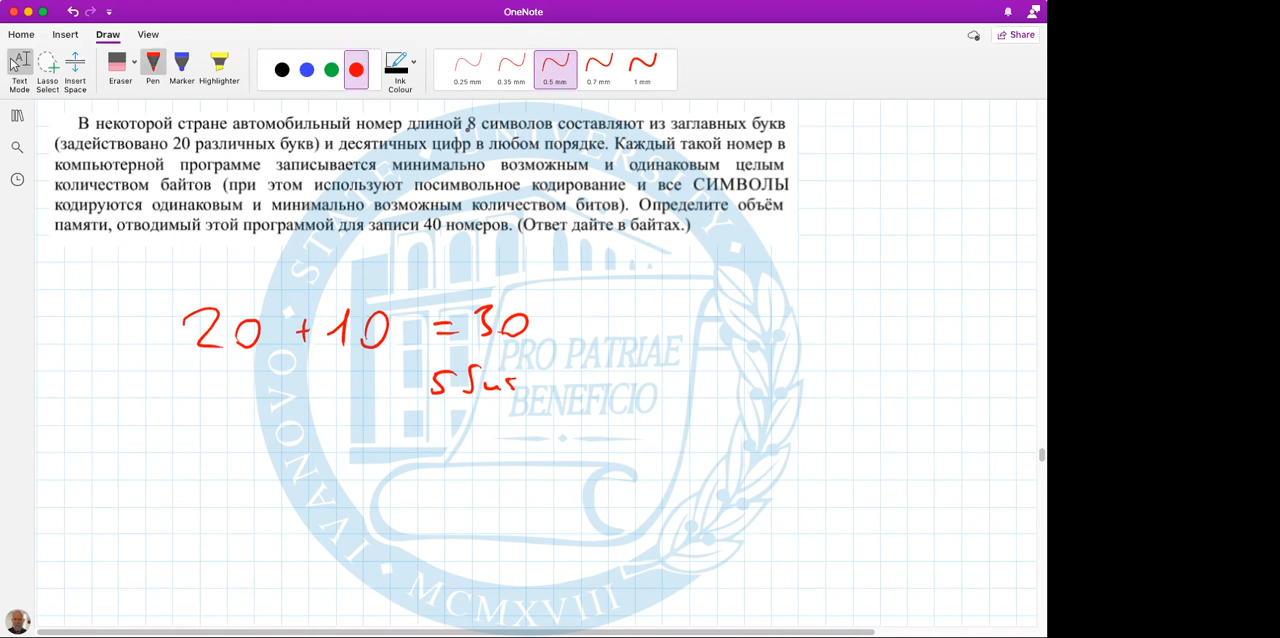 OneNote
Home Insert Draw View
Share
Text Mode
Lasso Select
Insert Space
Eraser
Pen
Marker
Highlighter
Ink Colour
0.25 mm
0.35 mm
0.5 mm
0.7 mm
1 mm
В некоторой стране автомобильный номер длиной 8 символов составляют из заглавных букв
(задействовано 20 различных букв) и десятичных цифр в любом порядке. Каждый такой номер в
компьютерной программе записывается минимально возможным и одинаковым целым
количеством байтов (при этом используют посимвольное кодирование и все СИМВОЛЫ
кодируются одинаковым и минимально возможным количеством битов). Определите объём
памяти, отводимый этой программой для записи 40 номеров. (Ответ дайте в байтах.)
20 + 10 = 30
5 бит
IVANOVO • STATE • UNIVERSITY
PRO PATRIAE
BENEFICIO
MCMXVIII